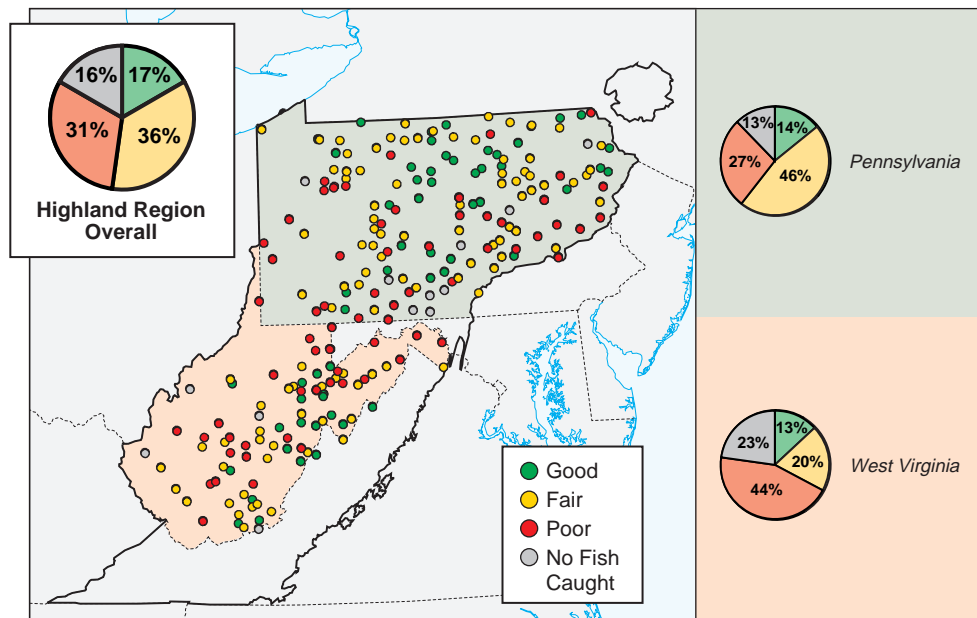 16%
17%
31%
36%
Highland Region
Overall
13%
14%
27%
46%
Pennsylvania
23%
13%
20%
44%
West Virginia
Good
Fair
Poor
No Fish
Caught